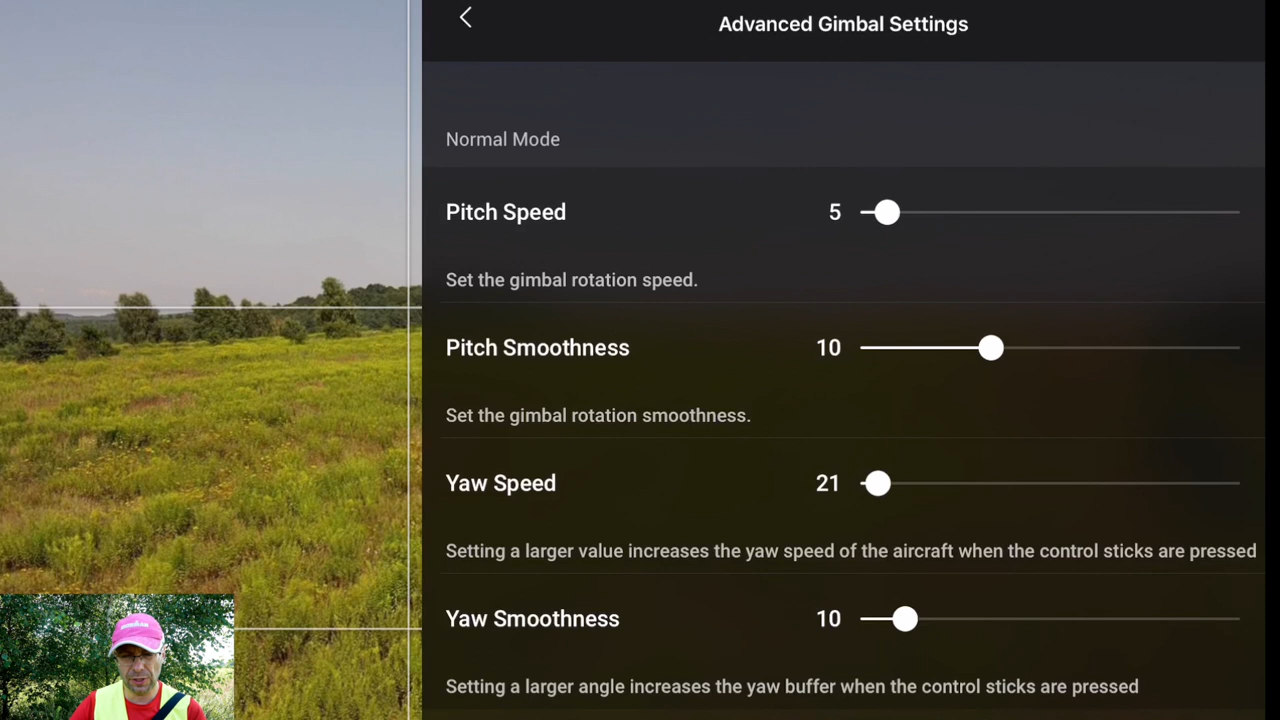 Advanced Gimbal Settings
Normal Mode
Pitch Speed 5
Set the gimbal rotation speed.
Pitch Smoothness 10
Set the gimbal rotation smoothness.
Yaw Speed 21
Setting a larger value increases the yaw speed of the aircraft when the control sticks are pressed
Yaw Smoothness 10
Setting a larger angle increases the yaw buffer when the control sticks are pressed